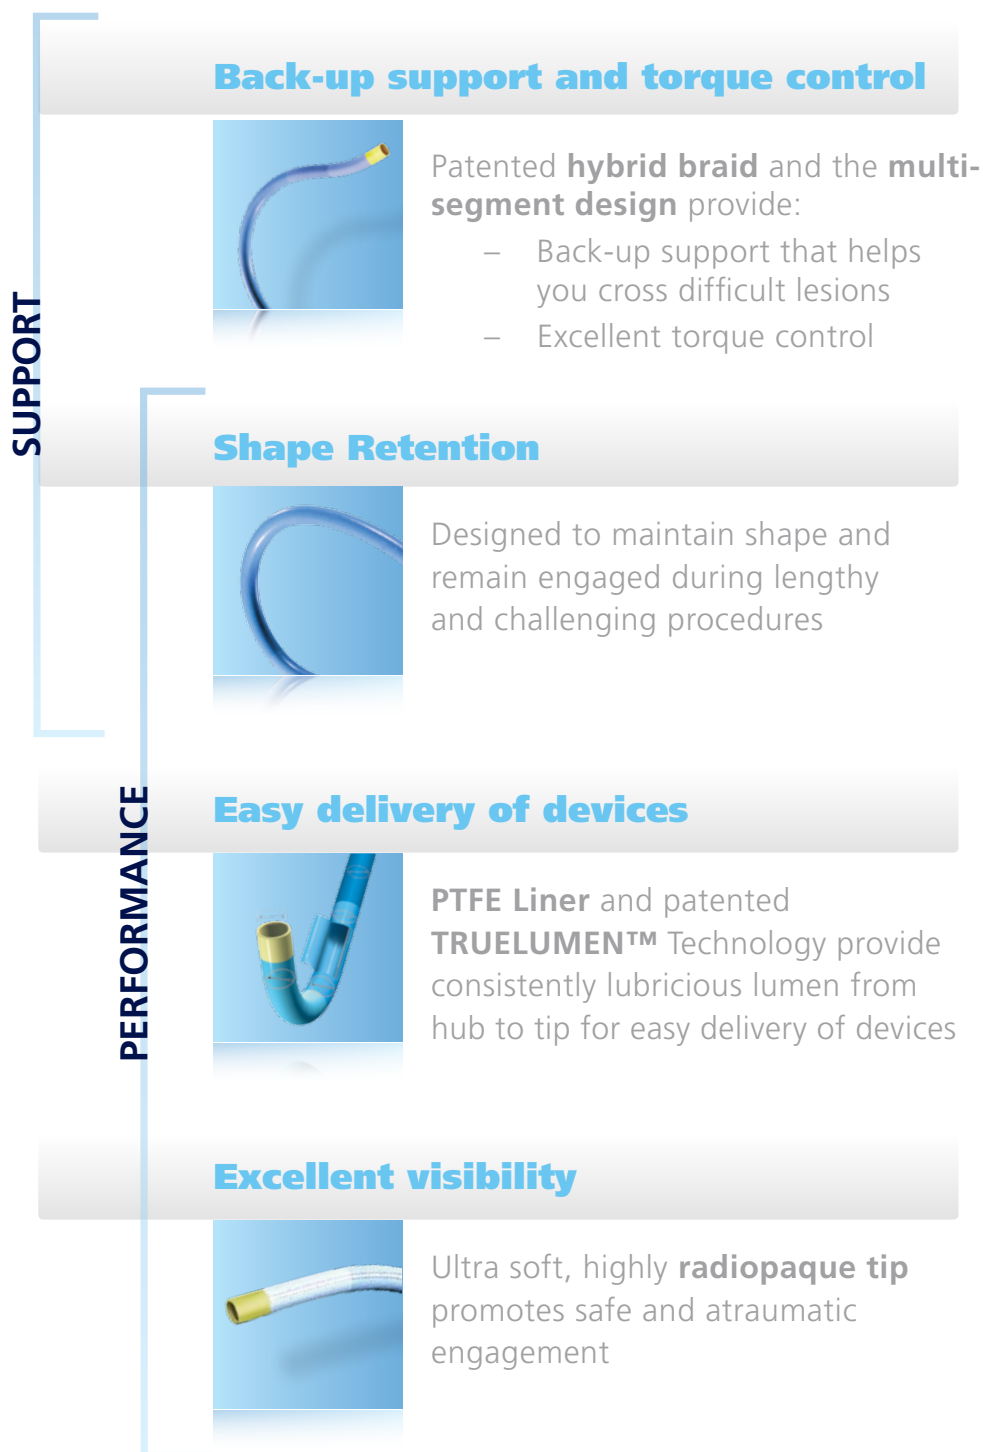 SUPPORT
Back-up support and torque control
Patented hybrid braid and the multi-
segment design provide:
– Back-up support that helps
you cross difficult lesions
– Excellent torque control
PERFORMANCE
Shape Retention
Designed to maintain shape and
remain engaged during lengthy
and challenging procedures
Easy delivery of devices
PTFE Liner and patented
TRUELUMEN™ Technology provide
consistently lubricious lumen from
hub to tip for easy delivery of devices
Excellent visibility
Ultra soft, highly radiopaque tip
promotes safe and atraumatic
engagement